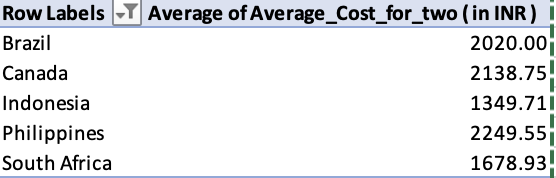 Row Labels Average of Average_Cost_for_two ( in INR )
Brazil 2020.00
Canada 2138.75
Indonesia 1349.71
Philippines 2249.55
South Africa 1678.93